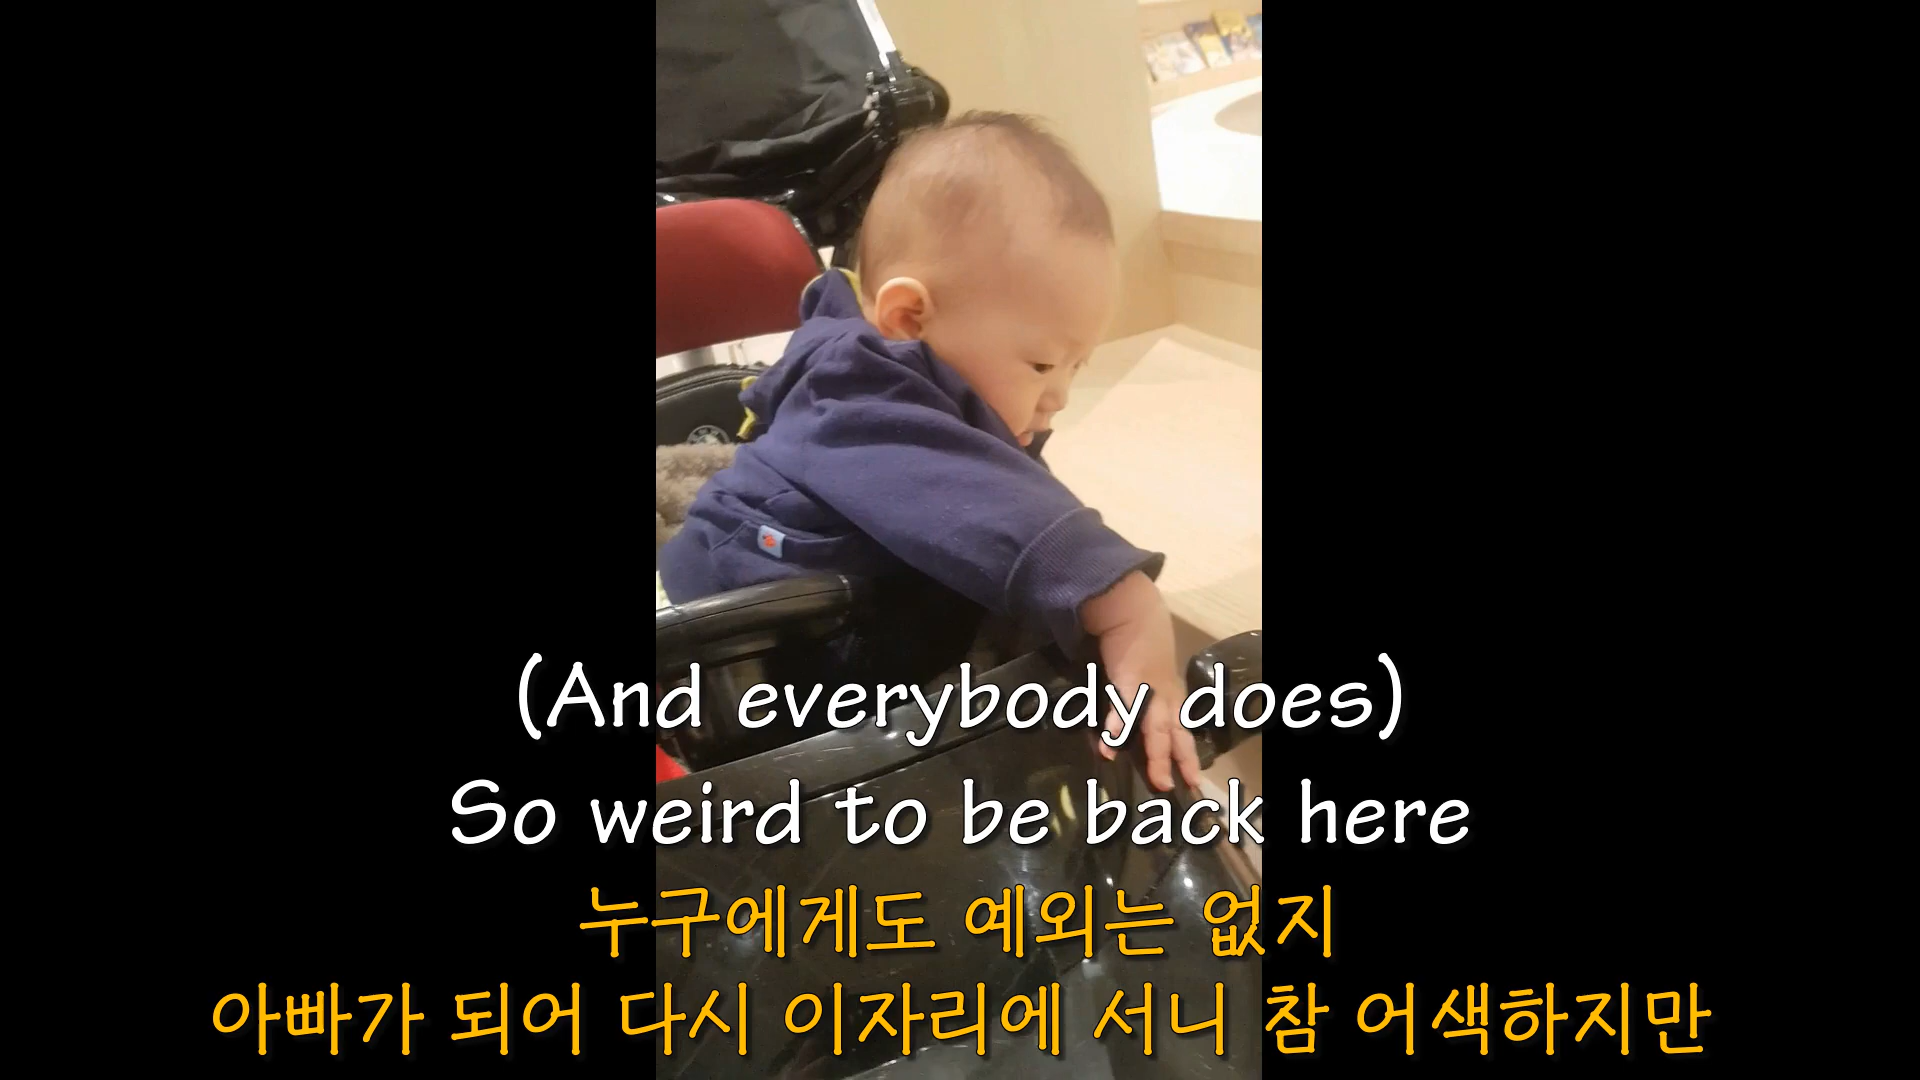 (And everybody does)
So weird to be back here
누구에게도 예외는 없지
아빠가 되어 다시 이자리에 서니 참 어색하지만